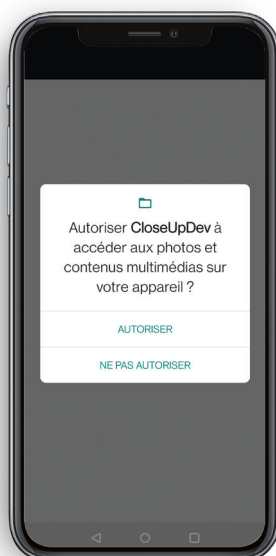 Autoriser CloseUpDev à
accéder aux photos et
contenus multimédias sur
votre appareil ?
AUTORISER
NE PAS AUTORISER